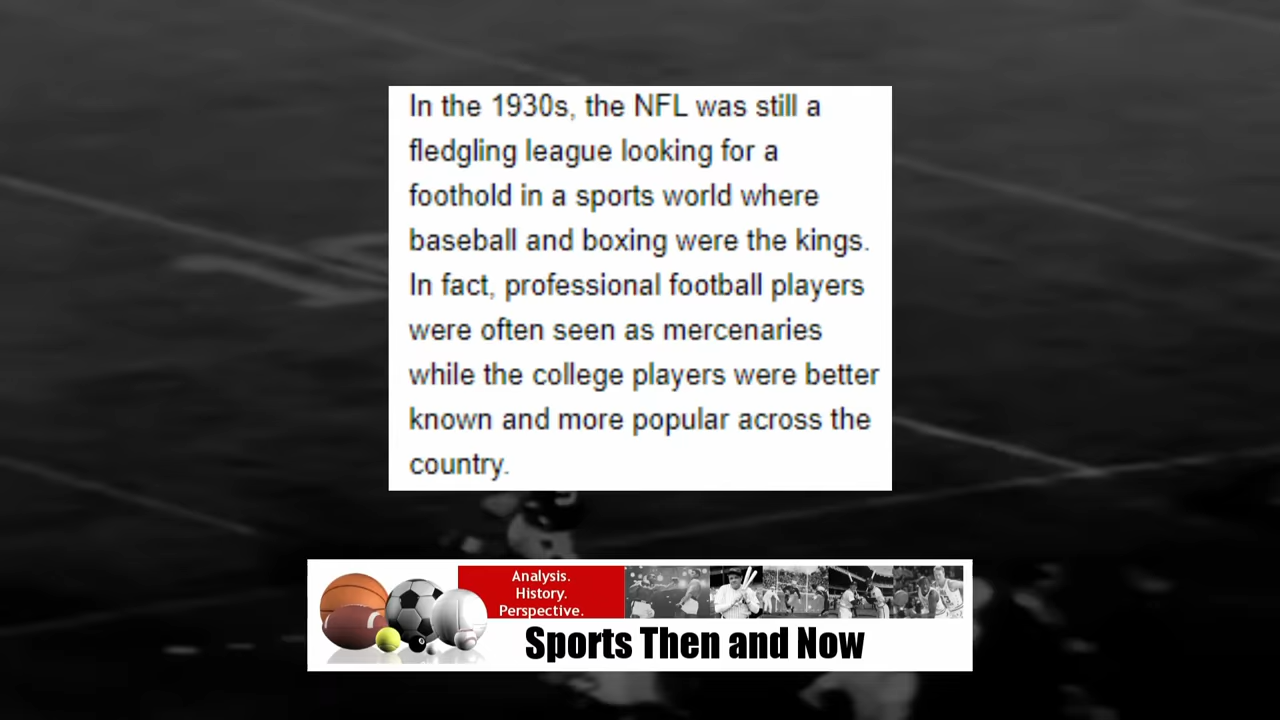 In the 1930s, the NFL was still a
fledgling league looking for a
foothold in a sports world where
baseball and boxing were the kings.
In fact, professional football players
were often seen as mercenaries
while the college players were better
known and more popular across the
country.
Analysis.
History.
Perspective.
Sports Then and Now